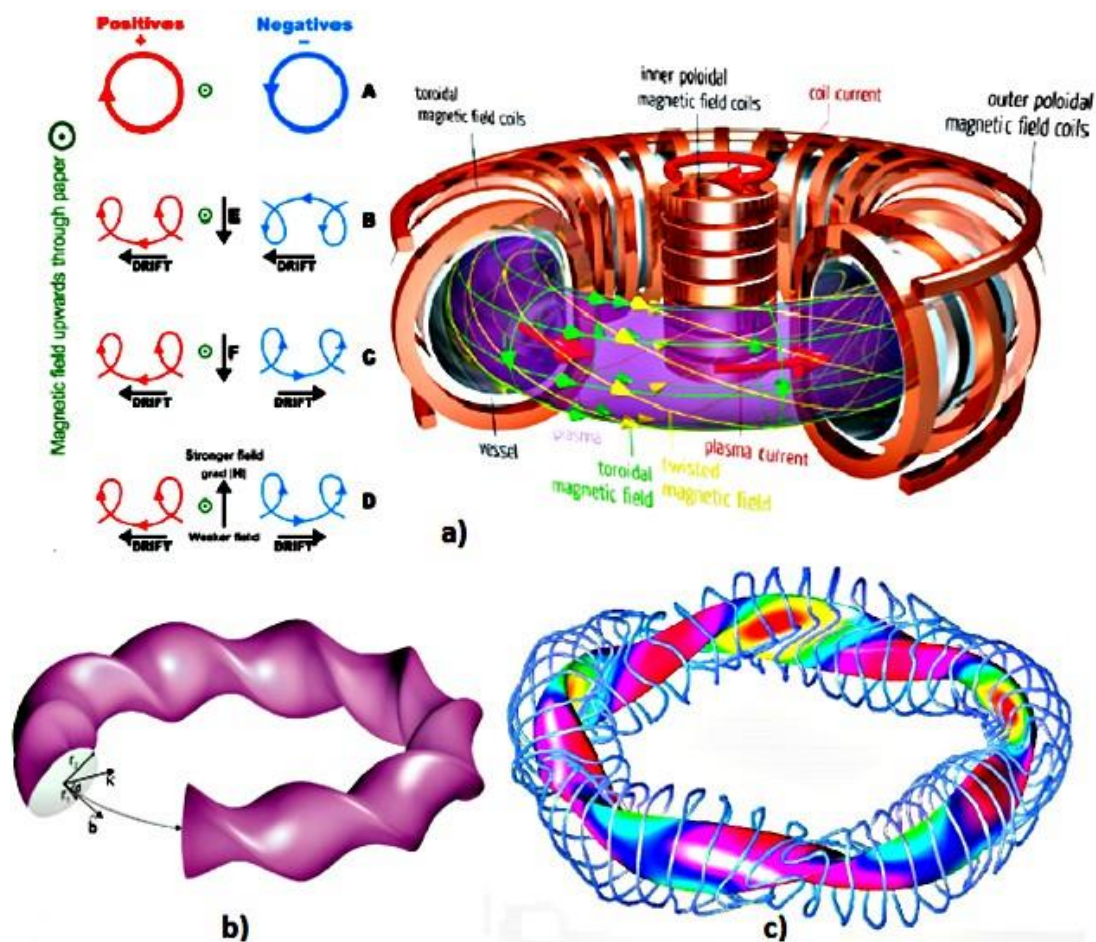 Positives
+
Negatives
−
A
Magnetic field upwards through paper
E
B
DRIFT
DRIFT
F
C
DRIFT
DRIFT
Stronger field
grad |H|
D
Weaker field
DRIFT
DRIFT
toroidal
magnetic field coils
inner poloidal
magnetic field coils
coil current
outer poloidal
magnetic field coils
vessel
plasma
plasma current
toroidal
magnetic field
twisted
magnetic field
a)
κ
b
b)
c)